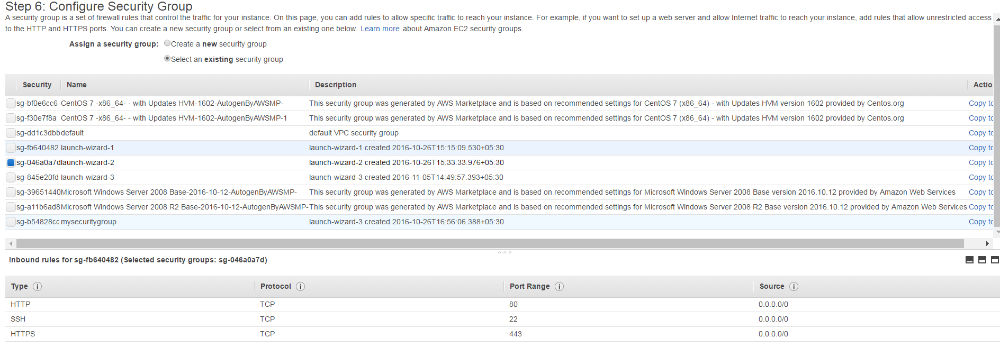 Step 6: Configure Security Group
A security group is a set of firewall rules that control the traffic for your instance. On this page, you can add rules to allow specific traffic to reach your instance. For example, if you want to set up a web server and allow Internet traffic to reach your instance, add rules that allow unrestricted access
to the HTTP and HTTPS ports. You can create a new security group or select from an existing one below. Learn more about Amazon EC2 security groups.
Assign a security group: Create a new security group
Select an existing security group
Security Name Description Actio
sg-bf0e6cc6 CentOS 7 -x86_64- - with Updates HVM-1602-AutogenByAWSMP- This security group was generated by AWS Marketplace and is based on recommended settings for CentOS 7 (x86_64) - with Updates HVM version 1602 provided by Centos.org Copy to
sg-f30e7f8a CentOS 7 -x86_64- - with Updates HVM-1602-AutogenByAWSMP-1 This security group was generated by AWS Marketplace and is based on recommended settings for CentOS 7 (x86_64) - with Updates HVM version 1602 provided by Centos.org Copy to
sg-dd1c3dbb default default VPC security group Copy to
sg-fb640482 launch-wizard-1 launch-wizard-1 created 2016-10-26T15:15:09.530+05:30 Copy to
sg-046a0a7d launch-wizard-2 launch-wizard-2 created 2016-10-26T15:33:33.976+05:30 Copy to
sg-845e20fd launch-wizard-3 launch-wizard-3 created 2016-11-05T14:49:57.393+05:30 Copy to
sg-39651440 Microsoft Windows Server 2008 Base-2016-10-12-AutogenByAWSMP- This security group was generated by AWS Marketplace and is based on recommended settings for Microsoft Windows Server 2008 Base version 2016.10.12 provided by Amazon Web Services Copy to
sg-a11b6ad8 Microsoft Windows Server 2008 R2 Base-2016-10-12-AutogenByAWSMP- This security group was generated by AWS Marketplace and is based on recommended settings for Microsoft Windows Server 2008 R2 Base version 2016.10.12 provided by Amazon Web Services Copy to
sg-b54828cc mysecuritygroup launch-wizard-3 created 2016-10-26T16:56:06.388+05:30 Copy to
Inbound rules for sg-fb640482 (Selected security groups: sg-046a0a7d)
Type i Protocol i Port Range i Source i
HTTP TCP 80 0.0.0.0/0
SSH TCP 22 0.0.0.0/0
HTTPS TCP 443 0.0.0.0/0